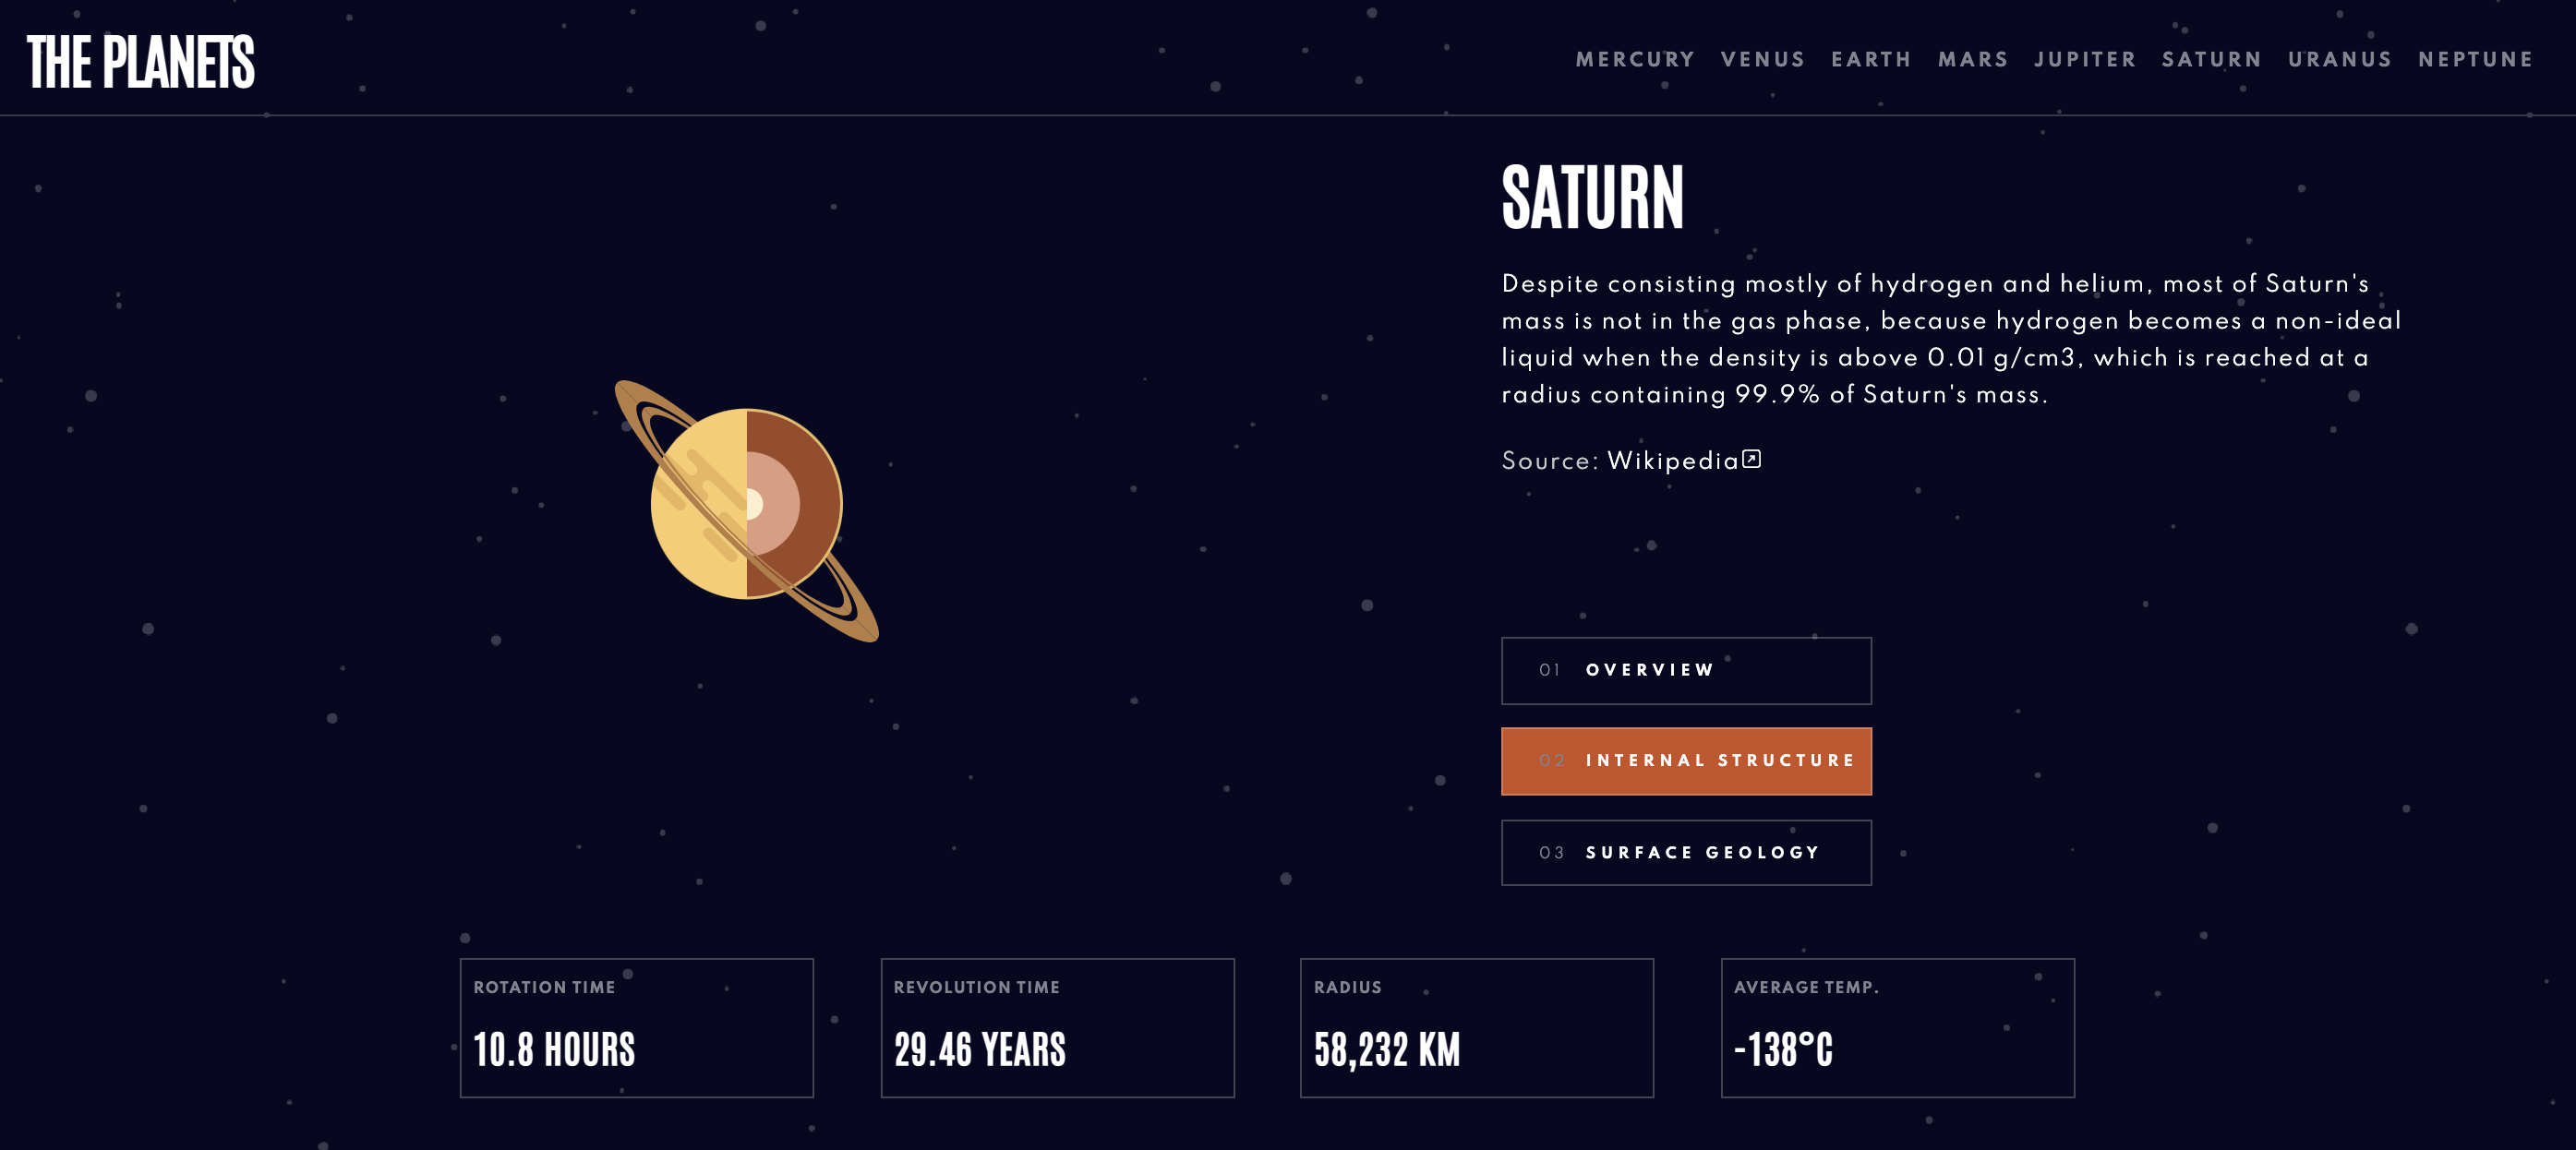 THE PLANETS
MERCURY VENUS EARTH MARS JUPITER SATURN URANUS NEPTUNE
SATURN
Despite consisting mostly of hydrogen and helium, most of Saturn's
mass is not in the gas phase, because hydrogen becomes a non-ideal
liquid when the density is above 0.01 g/cm3, which is reached at a
radius containing 99.9% of Saturn's mass.
Source: Wikipedia
01 OVERVIEW
02 INTERNAL STRUCTURE
03 SURFACE GEOLOGY
ROTATION TIME
10.8 HOURS
REVOLUTION TIME
29.46 YEARS
RADIUS
58,232 KM
AVERAGE TEMP.
-138°C